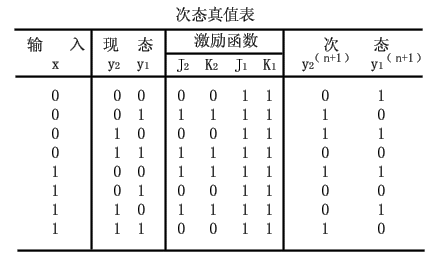 次态真值表
输 入 现 态 激励函数 次 态
x y₂ y₁ J₂ K₂ J₁ K₁ y₂⁽ⁿ⁺¹⁾ y₁⁽ⁿ⁺¹⁾
0 0 0 0 0 1 1 0 1
0 0 1 1 1 1 1 1 0
0 1 0 0 0 1 1 1 1
0 1 1 1 1 1 1 0 0
1 0 0 1 1 1 1 1 1 0
1 0 1 0 0 1 1 0 0
1 1 0 1 1 1 1 0 1
1 1 1 0 0 1 1 1 0